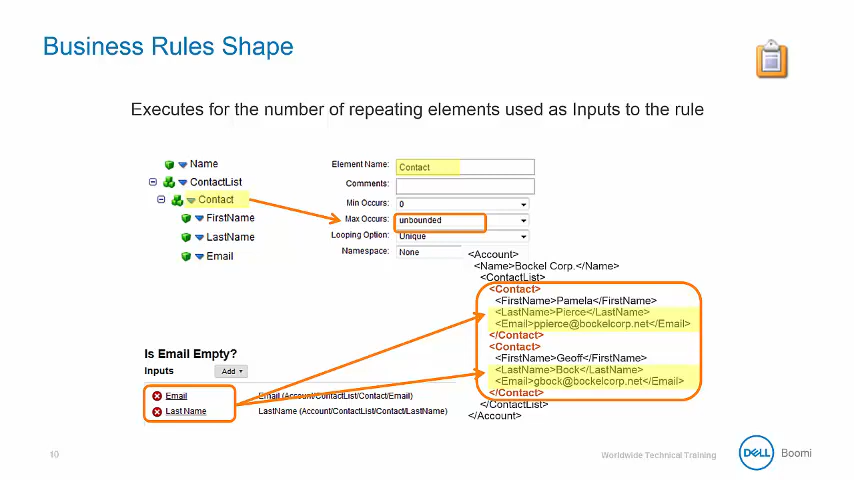 Business Rules Shape
Executes for the number of repeating elements used as Inputs to the rule
Name
ContactList
Contact
FirstName
LastName
Email
Element Name: Contact
Comments:
Min Occurs: 0
Max Occurs: unbounded
Looping Option: Unique
Namespace: None
<Account>
<Name>Bockel Corp.</Name>
<ContactList>
<Contact>
<FirstName>Pamela</FirstName>
<LastName>Pierce</LastName>
<Email>ppierce@bockelcorp.net</Email>
</Contact>
<Contact>
<FirstName>Geoff</FirstName>
<LastName>Bock</LastName>
<Email>gbock@bockelcorp.net</Email>
</Contact>
</ContactList>
</Account>
Is Email Empty?
Inputs Add
Email Email (Account/ContactList/Contact/Email)
Last Name LastName (Account/ContactList/Contact/LastName)
10
Worldwide Technical Training
DELL Boomi